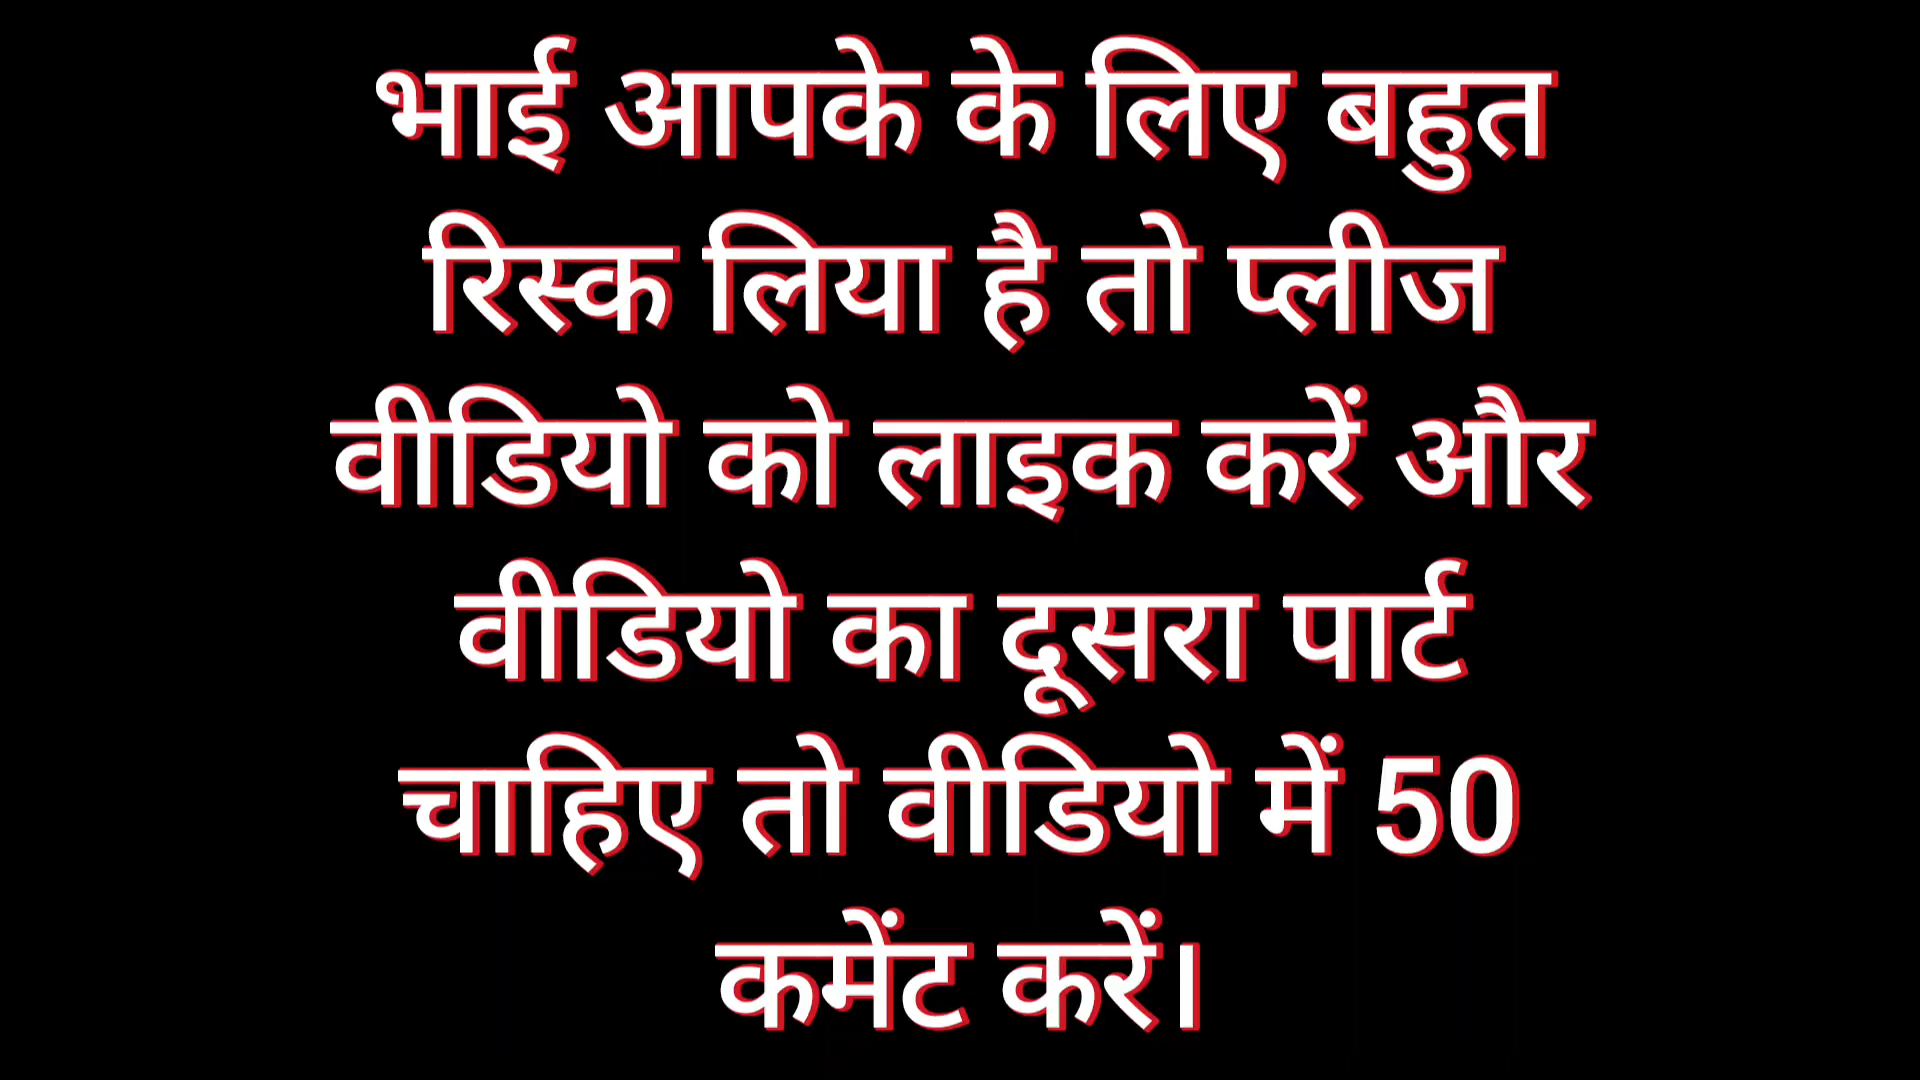 भाई आपके के लिए बहुत
रिस्क लिया है तो प्लीज
वीडियो को लाइक करें और
वीडियो का दूसरा पार्ट
चाहिए तो वीडियो में 50
कमेंट करें।